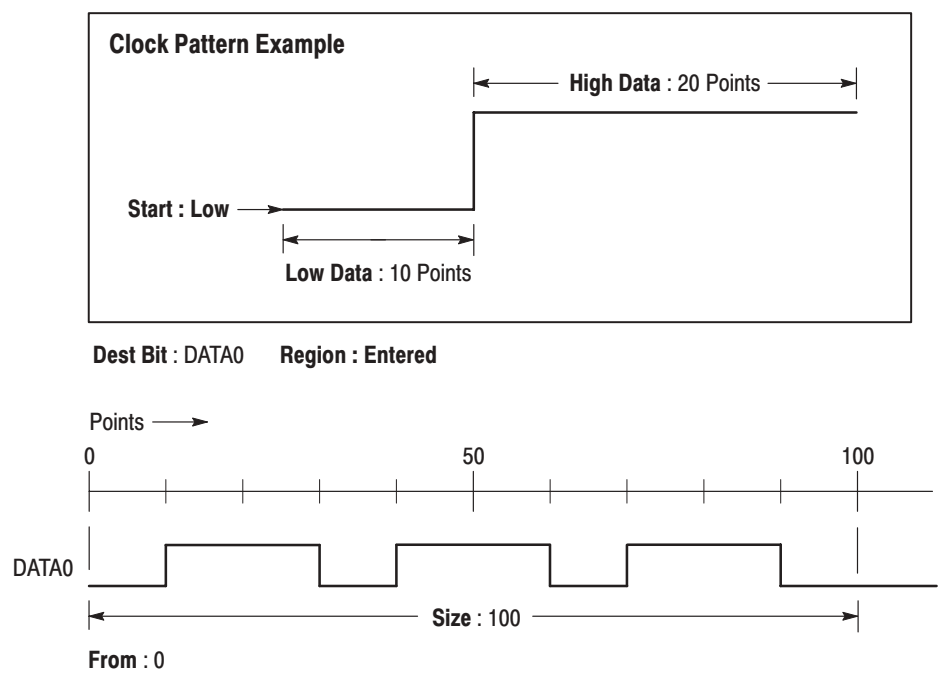 Clock Pattern Example
High Data : 20 Points
Start : Low
Low Data : 10 Points
Dest Bit : DATA0 Region : Entered
Points
0 50 100
DATA0
Size : 100
From : 0